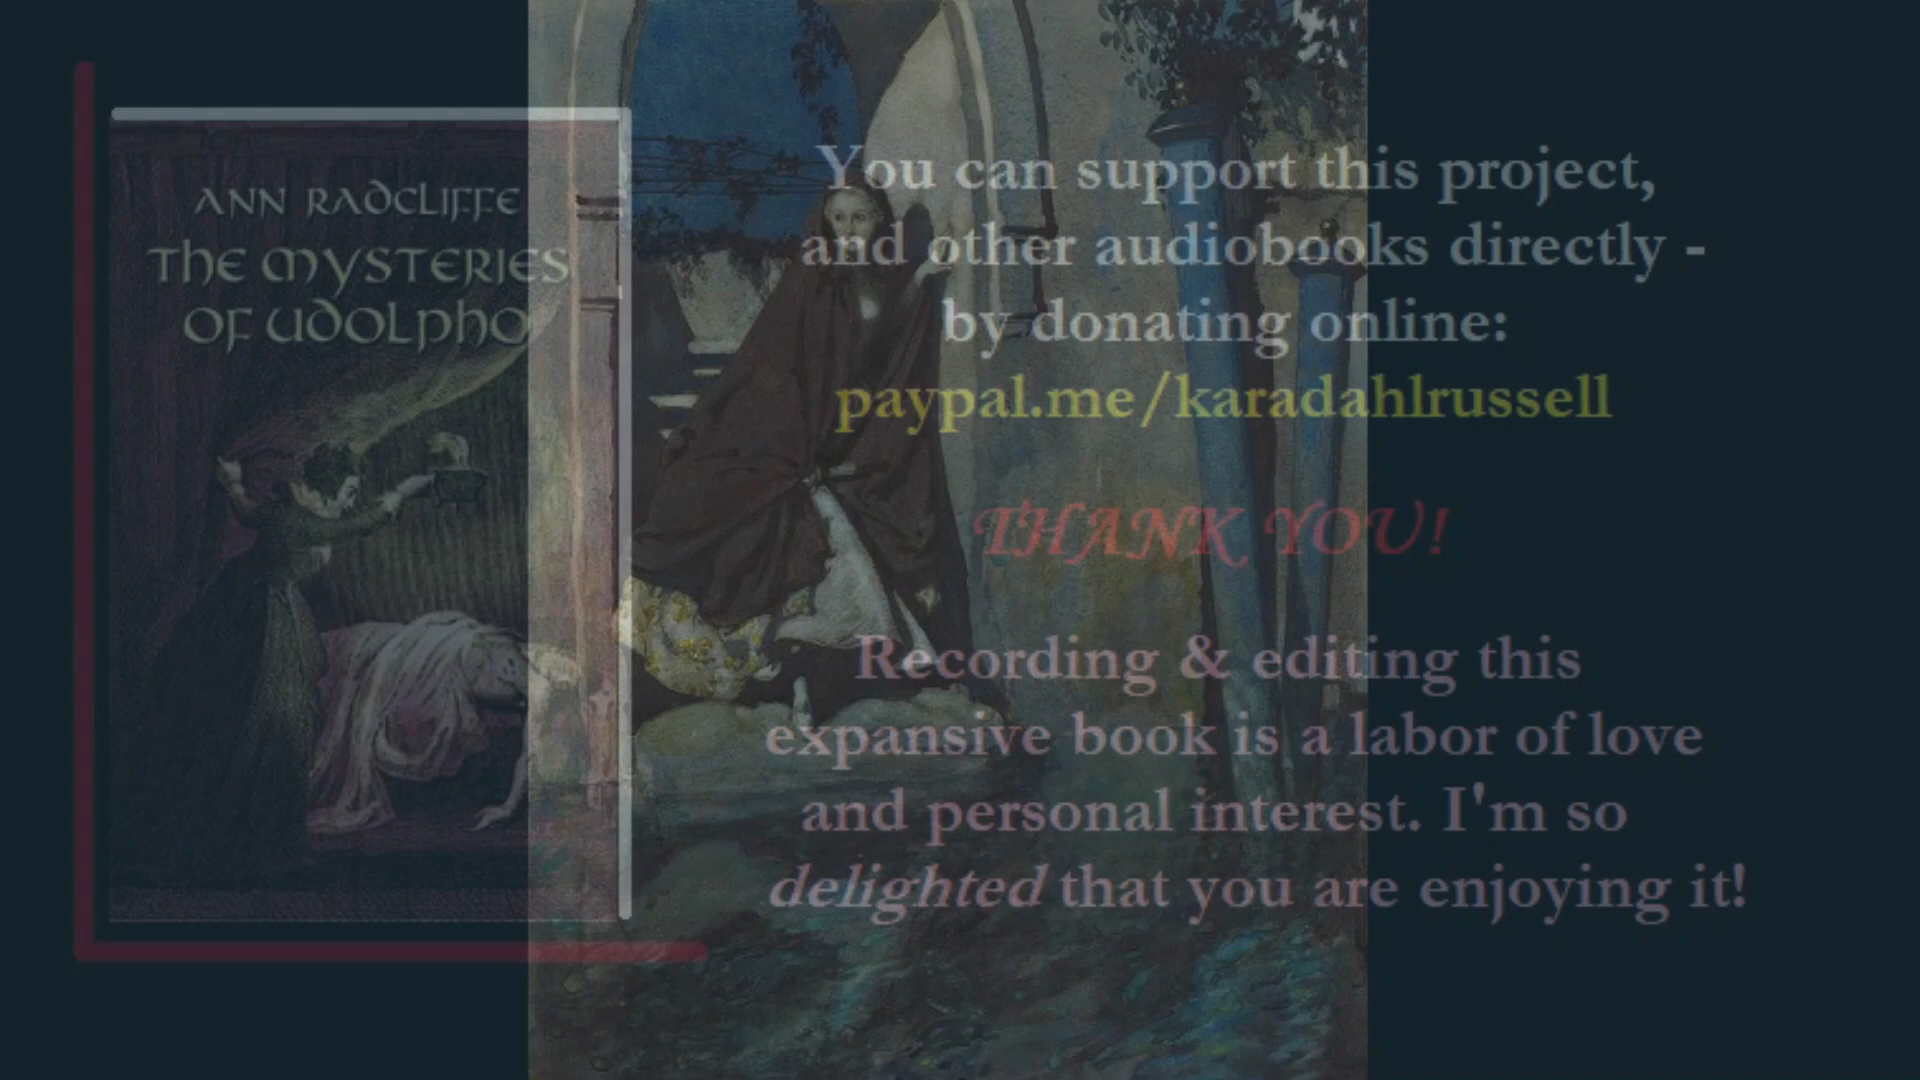 ANN RADCLIFFE
THE MYSTERIES
OF UDOLPHO
You can support this project,
and other audiobooks directly -
by donating online:
paypal.me/karadahlrussell
THANK YOU!
Recording & editing this
expansive book is a labor of love
and personal interest. I'm so
delighted that you are enjoying it!